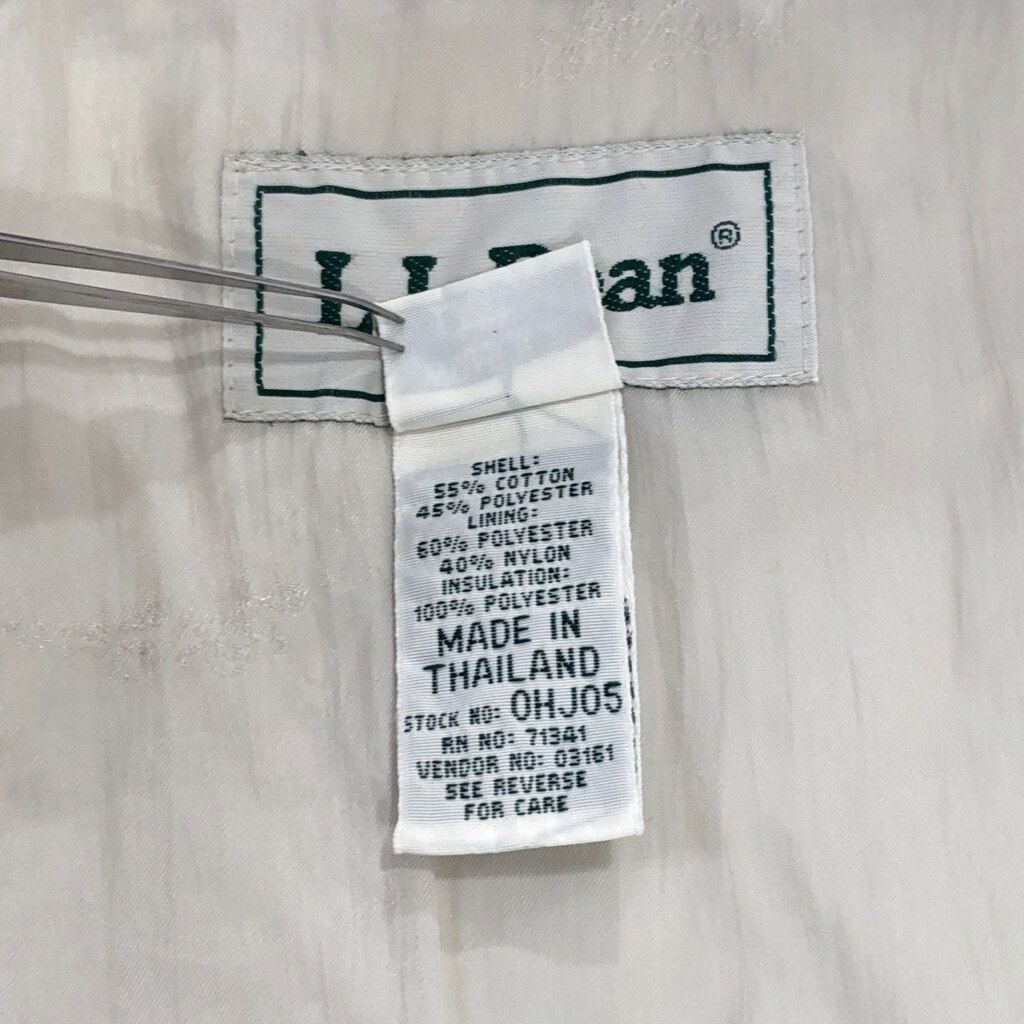 L.L.Bean®
SHELL:
55% COTTON
45% POLYESTER
LINING:
60% POLYESTER
40% NYLON
INSULATION:
100% POLYESTER
MADE IN
THAILAND
STOCK NO: 0HJ05
RN NO: 71341
VENDOR NO: 03161
SEE REVERSE
FOR CARE